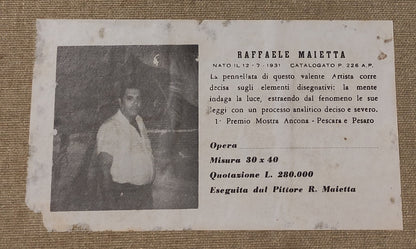 RAFFAELE MAIETTA
NATO IL 12-7-1931 CATALOGATO P. 226 A.P.
La pennellata di questo valente Artista corre
decisa sugli elementi disegnativi: la mente
indaga la luce, estraendo dal fenomeno le sue
leggi con un processo analitico deciso e severo.
1° Premio Mostra Ancona - Pescara e Pesaro
Opera
Misura 30 x 40
Quotazione L. 280.000
Eseguita dal Pittore R. Maietta